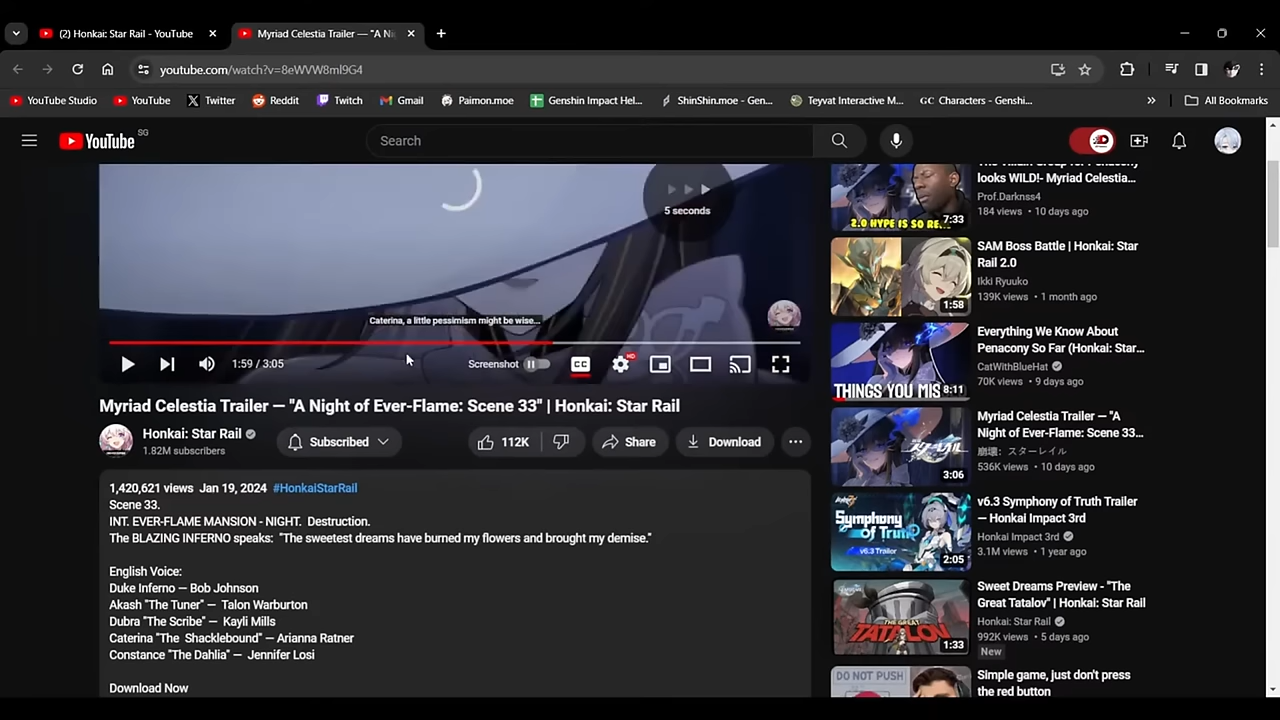 (2) Honkai: Star Rail - YouTube
Myriad Celestia Trailer — "A Ni
youtube.com/watch?v=8eWVW8ml9G4
YouTube Studio
YouTube
Twitter
Reddit
Twitch
Gmail
Paimon.moe
Genshin Impact Hel...
ShinShin.moe - Gen...
Teyvat Interactive M...
GC Characters - Genshi...
All Bookmarks
YouTube SG
Search
5 seconds
Caterina, a little pessimism might be wise...
1:59 / 3:05
Screenshot
CC
HD
Myriad Celestia Trailer — "A Night of Ever-Flame: Scene 33" | Honkai: Star Rail
Honkai: Star Rail
1.82M subscribers
Subscribed
112K
Share
Download
1,420,621 views Jan 19, 2024 #HonkaiStarRail
Scene 33.
INT. EVER-FLAME MANSION - NIGHT. Destruction.
The BLAZING INFERNO speaks: "The sweetest dreams have burned my flowers and brought my demise."
English Voice:
Duke Inferno — Bob Johnson
Akash "The Tuner" — Talon Warburton
Dubra "The Scribe" — Kayli Mills
Caterina "The Shacklebound" — Arianna Ratner
Constance "The Dahlia" — Jennifer Losi
Download Now
2.0 HYPE IS SO RE
7:33
looks WILD!- Myriad Celestia...
Prof.Darknss4
184 views • 10 days ago
1:58
SAM Boss Battle | Honkai: Star
Rail 2.0
Ikki Ryuuko
139K views • 1 month ago
THINGS YOU MIS
8:11
Everything We Know About
Penacony So Far (Honkai: Star...
CatWithBlueHat
70K views • 9 days ago
スターレイル
3:06
Myriad Celestia Trailer — "A
Night of Ever-Flame: Scene 33...
崩壊：スターレイル
536K views • 10 days ago
Symphony
of Truth
v6.3 Trailer
2:05
v6.3 Symphony of Truth Trailer
— Honkai Impact 3rd
Honkai Impact 3rd
3.1M views • 1 year ago
THE GREAT
TATALOV
1:33
Sweet Dreams Preview - "The
Great Tatalov" | Honkai: Star Rail
Honkai: Star Rail
992K views • 5 days ago
New
DO NOT PUSH
Simple game, just don't press
the red button